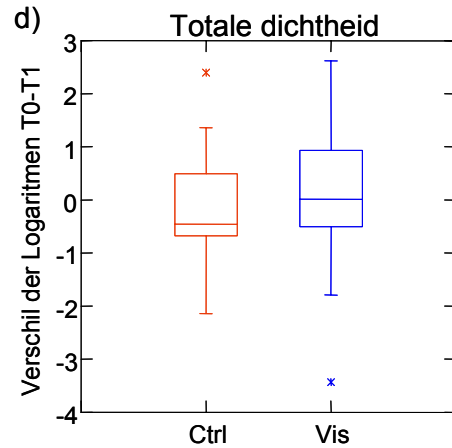 d)
Totale dichtheid
Verschil der Logaritmen T0-T1
3
2
1
0
-1
-2
-3
-4
Ctrl
Vis